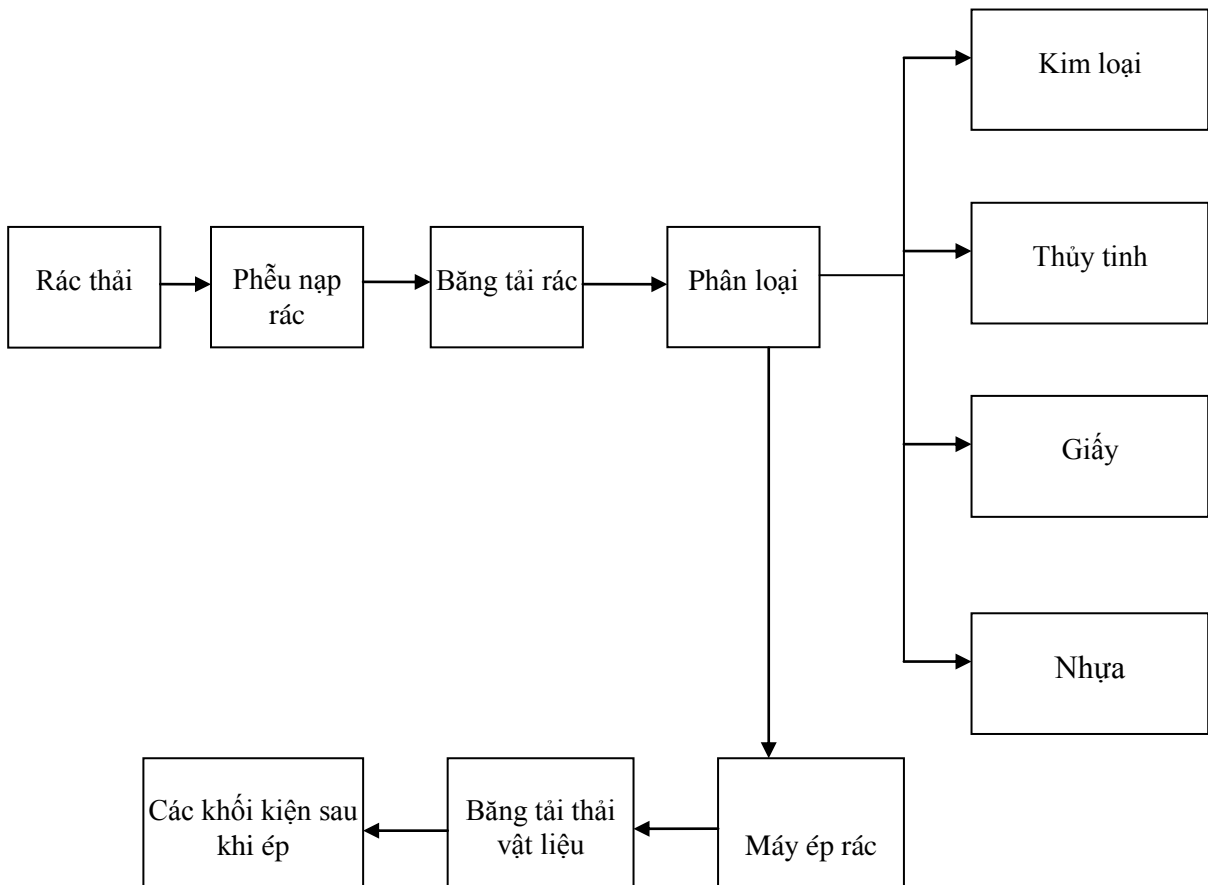 Kim loại
Rác thải
Phễu nạp
rác
Băng tải rác
Phân loại
Thủy tinh
Giấy
Nhựa
Các khối kiện sau
khi ép
Băng tải thải
vật liệu
Máy ép rác